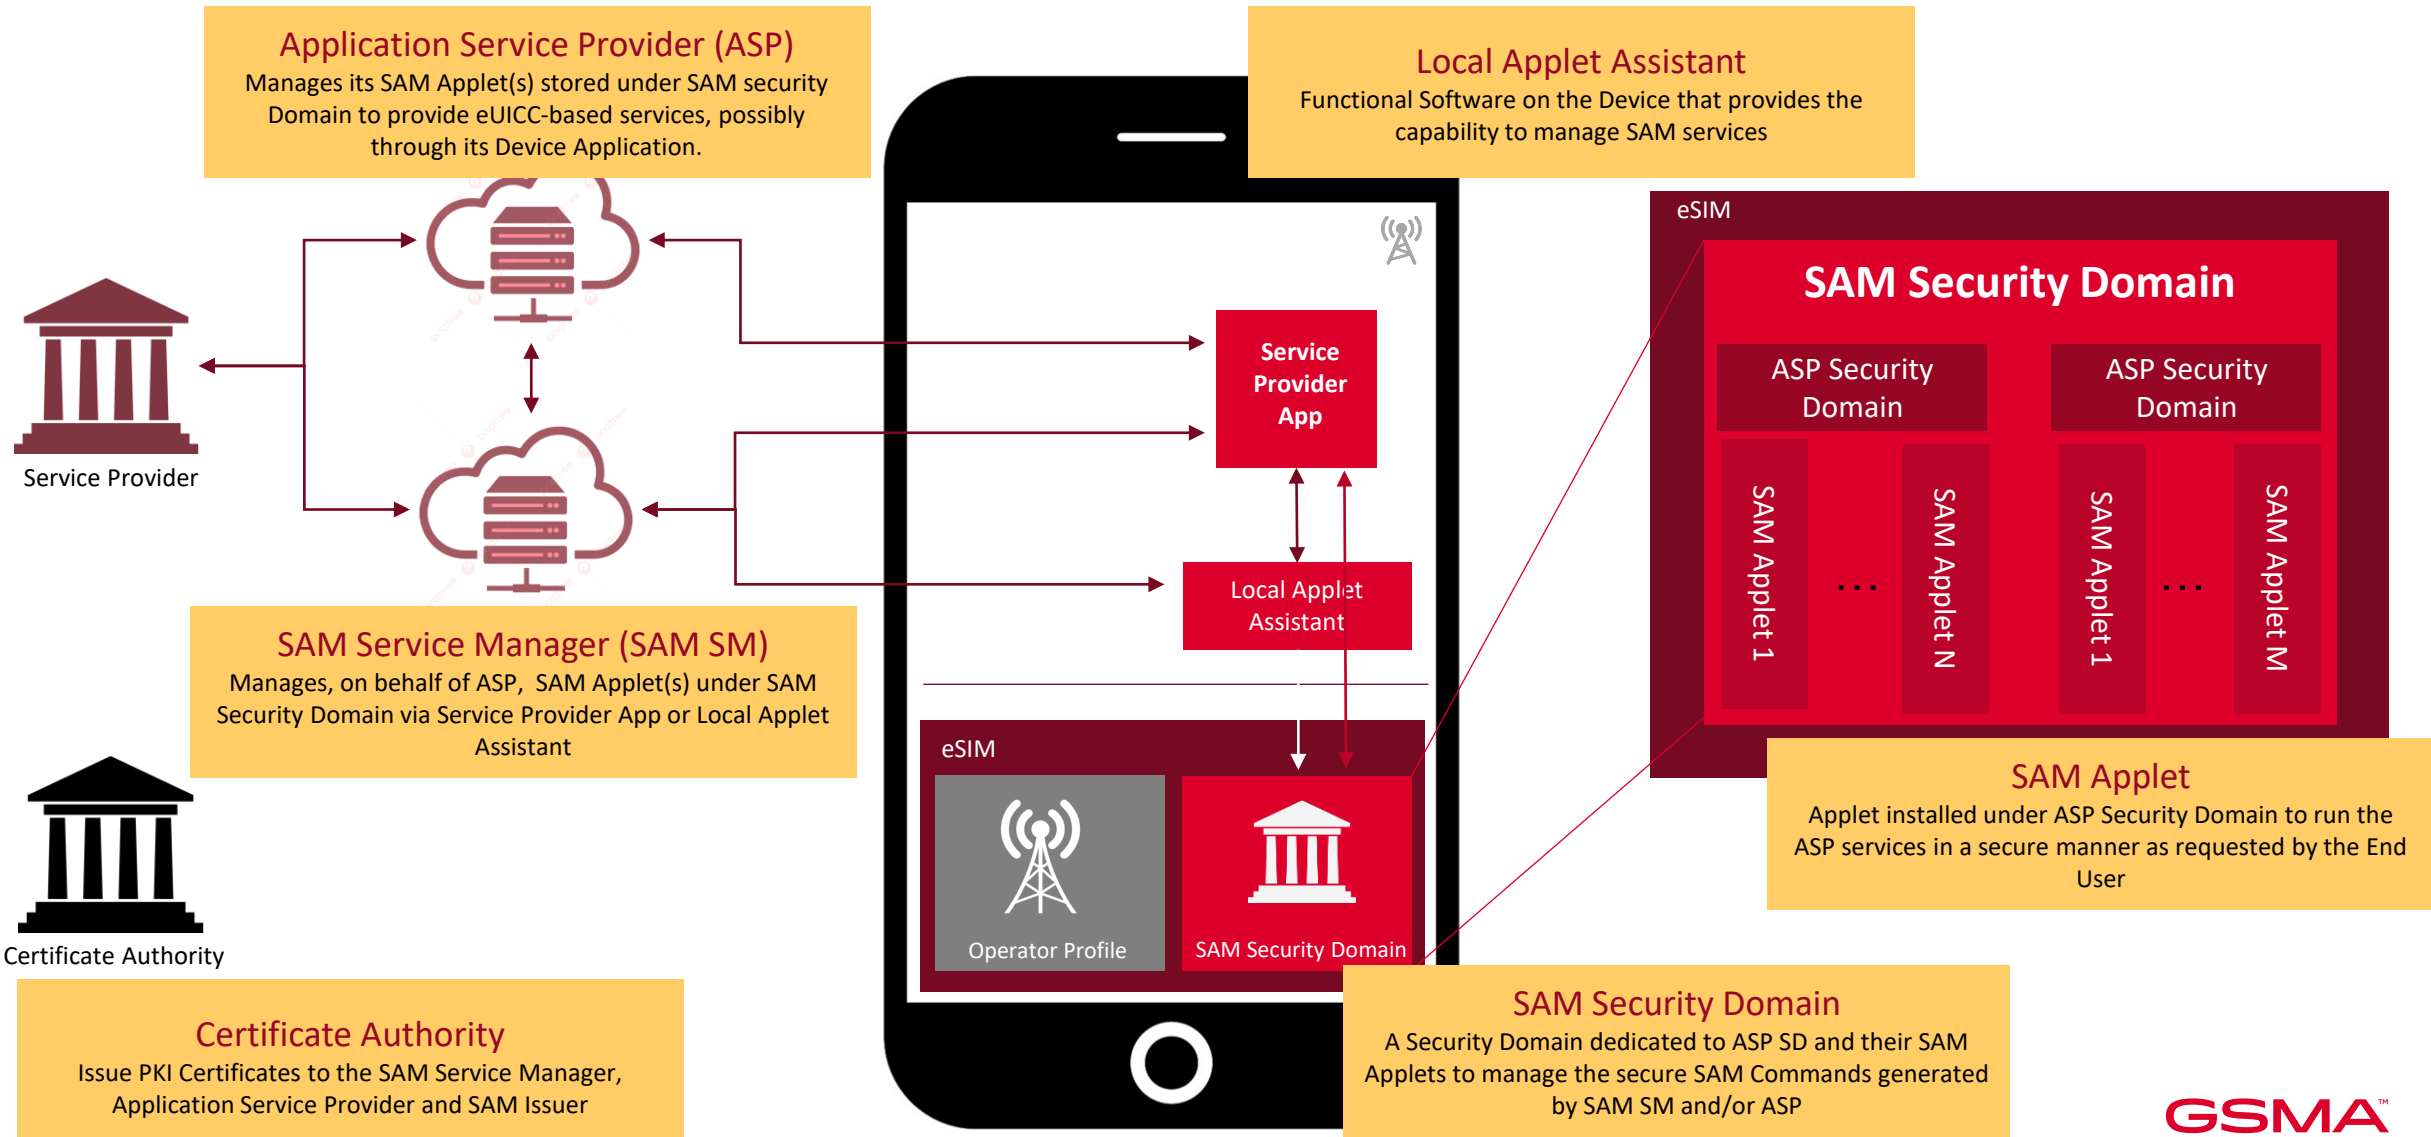 Application Service Provider (ASP)
Manages its SAM Applet(s) stored under SAM security
Domain to provide eUICC-based services, possibly
through its Device Application.
Local Applet Assistant
Functional Software on the Device that provides the
capability to manage SAM services
Service Provider
Service
Provider
App
Local Applet
Assistant
SAM Service Manager (SAM SM)
Manages, on behalf of ASP, SAM Applet(s) under SAM
Security Domain via Service Provider App or Local Applet
Assistant
eSIM
Operator Profile
SAM Security Domain
eSIM
SAM Security Domain
ASP Security
Domain
ASP Security
Domain
SAM Applet 1
...
SAM Applet N
SAM Applet 1
...
SAM Applet M
SAM Applet
Applet installed under ASP Security Domain to run the
ASP services in a secure manner as requested by the End
User
Certificate Authority
Certificate Authority
Issue PKI Certificates to the SAM Service Manager,
Application Service Provider and SAM Issuer
SAM Security Domain
A Security Domain dedicated to ASP SD and their SAM
Applets to manage the secure SAM Commands generated
by SAM SM and/or ASP
GSMA™